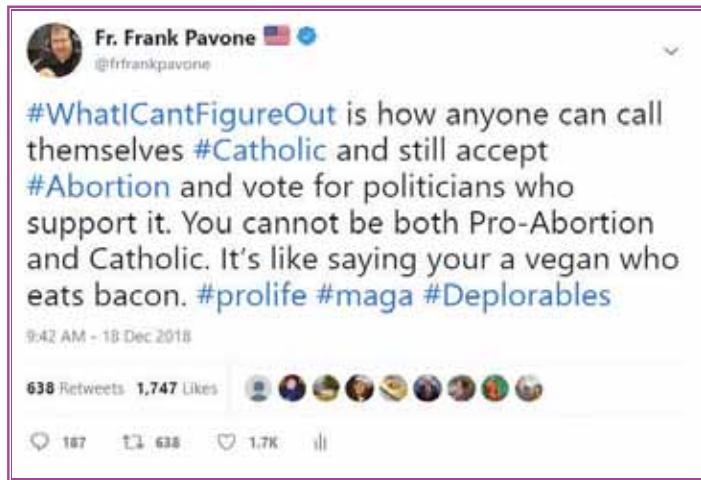 Fr. Frank Pavone
@frfrankpavone
#WhatICantFigureOut is how anyone can call
themselves #Catholic and still accept
#Abortion and vote for politicians who
support it. You cannot be both Pro-Abortion
and Catholic. It's like saying your a vegan who
eats bacon. #prolife #maga #Deplorables
9:42 AM - 18 Dec 2018
638 Retweets 1,747 Likes
187 638 1.7K